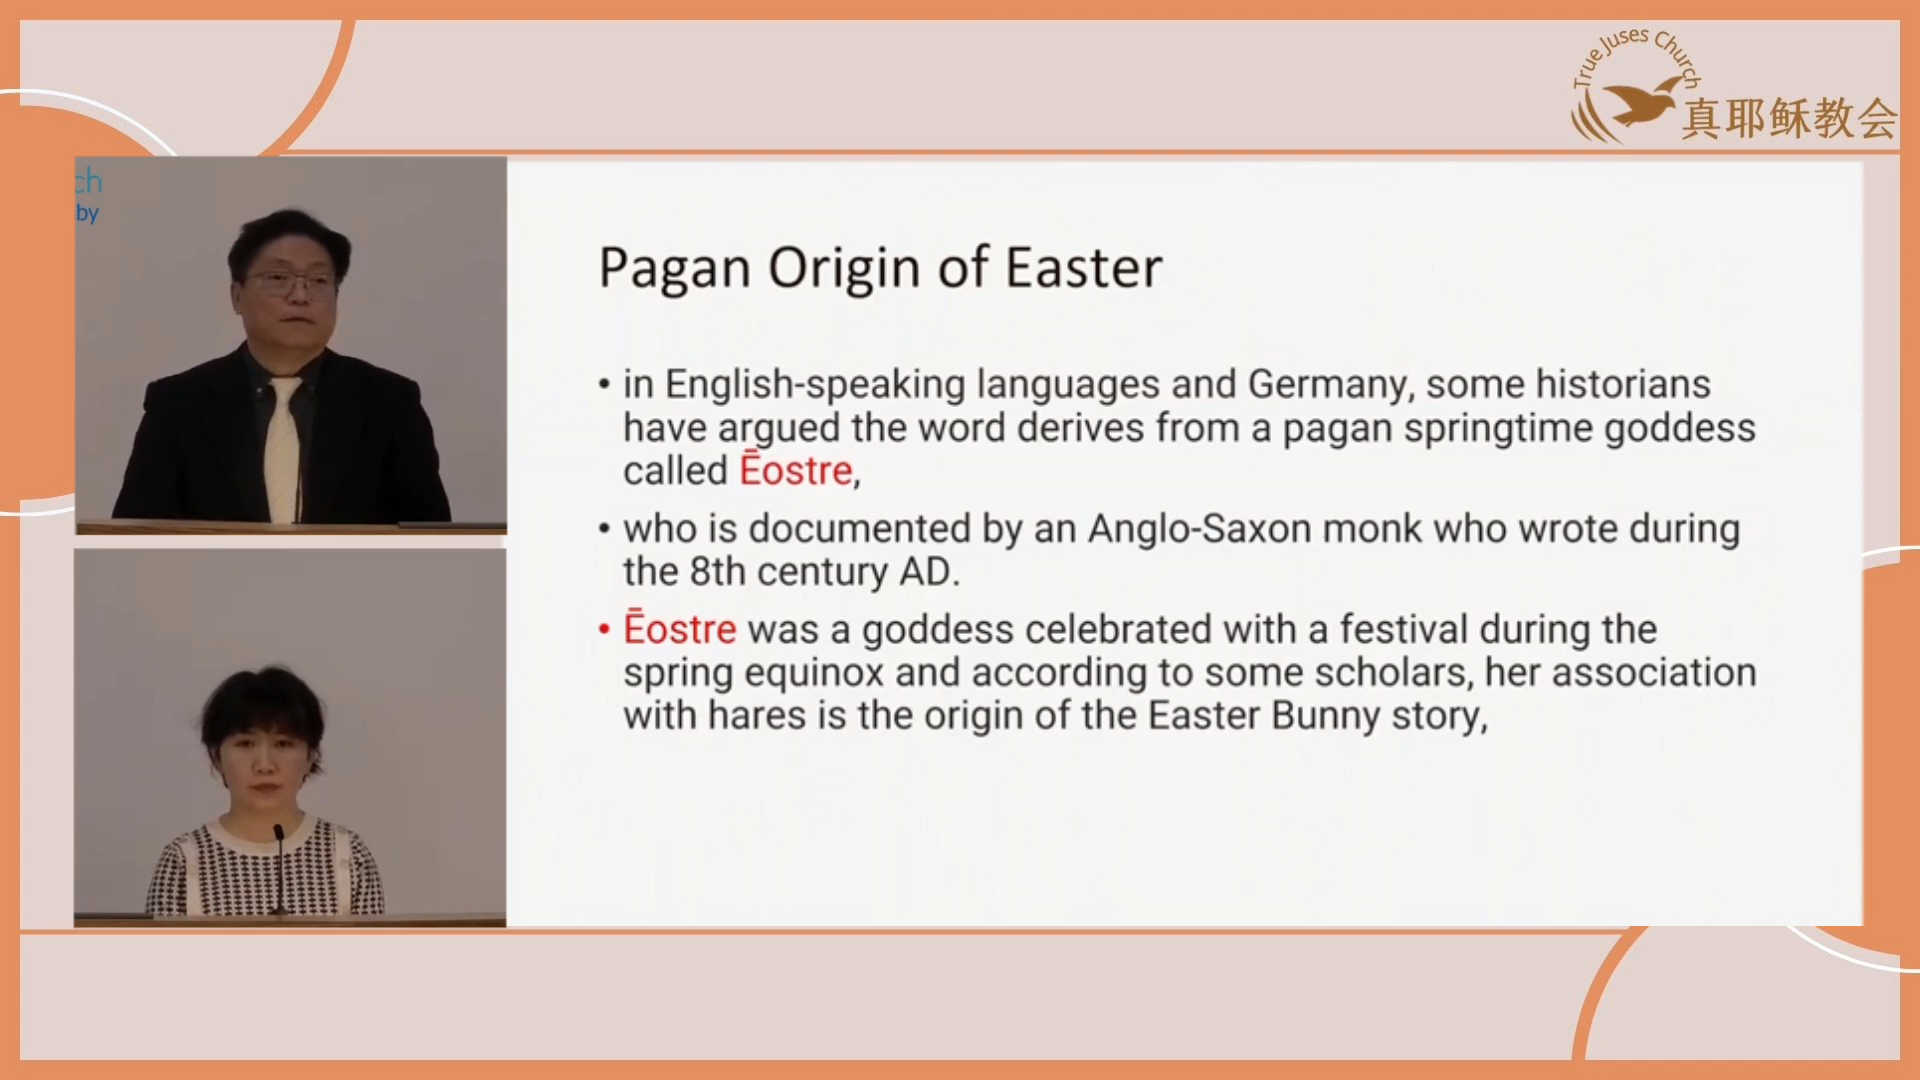 True Juses Church
真耶稣教会
ch
by
Pagan Origin of Easter
• in English-speaking languages and Germany, some historians
have argued the word derives from a pagan springtime goddess
called Ēostre,
• who is documented by an Anglo-Saxon monk who wrote during
the 8th century AD.
• Ēostre was a goddess celebrated with a festival during the
spring equinox and according to some scholars, her association
with hares is the origin of the Easter Bunny story,